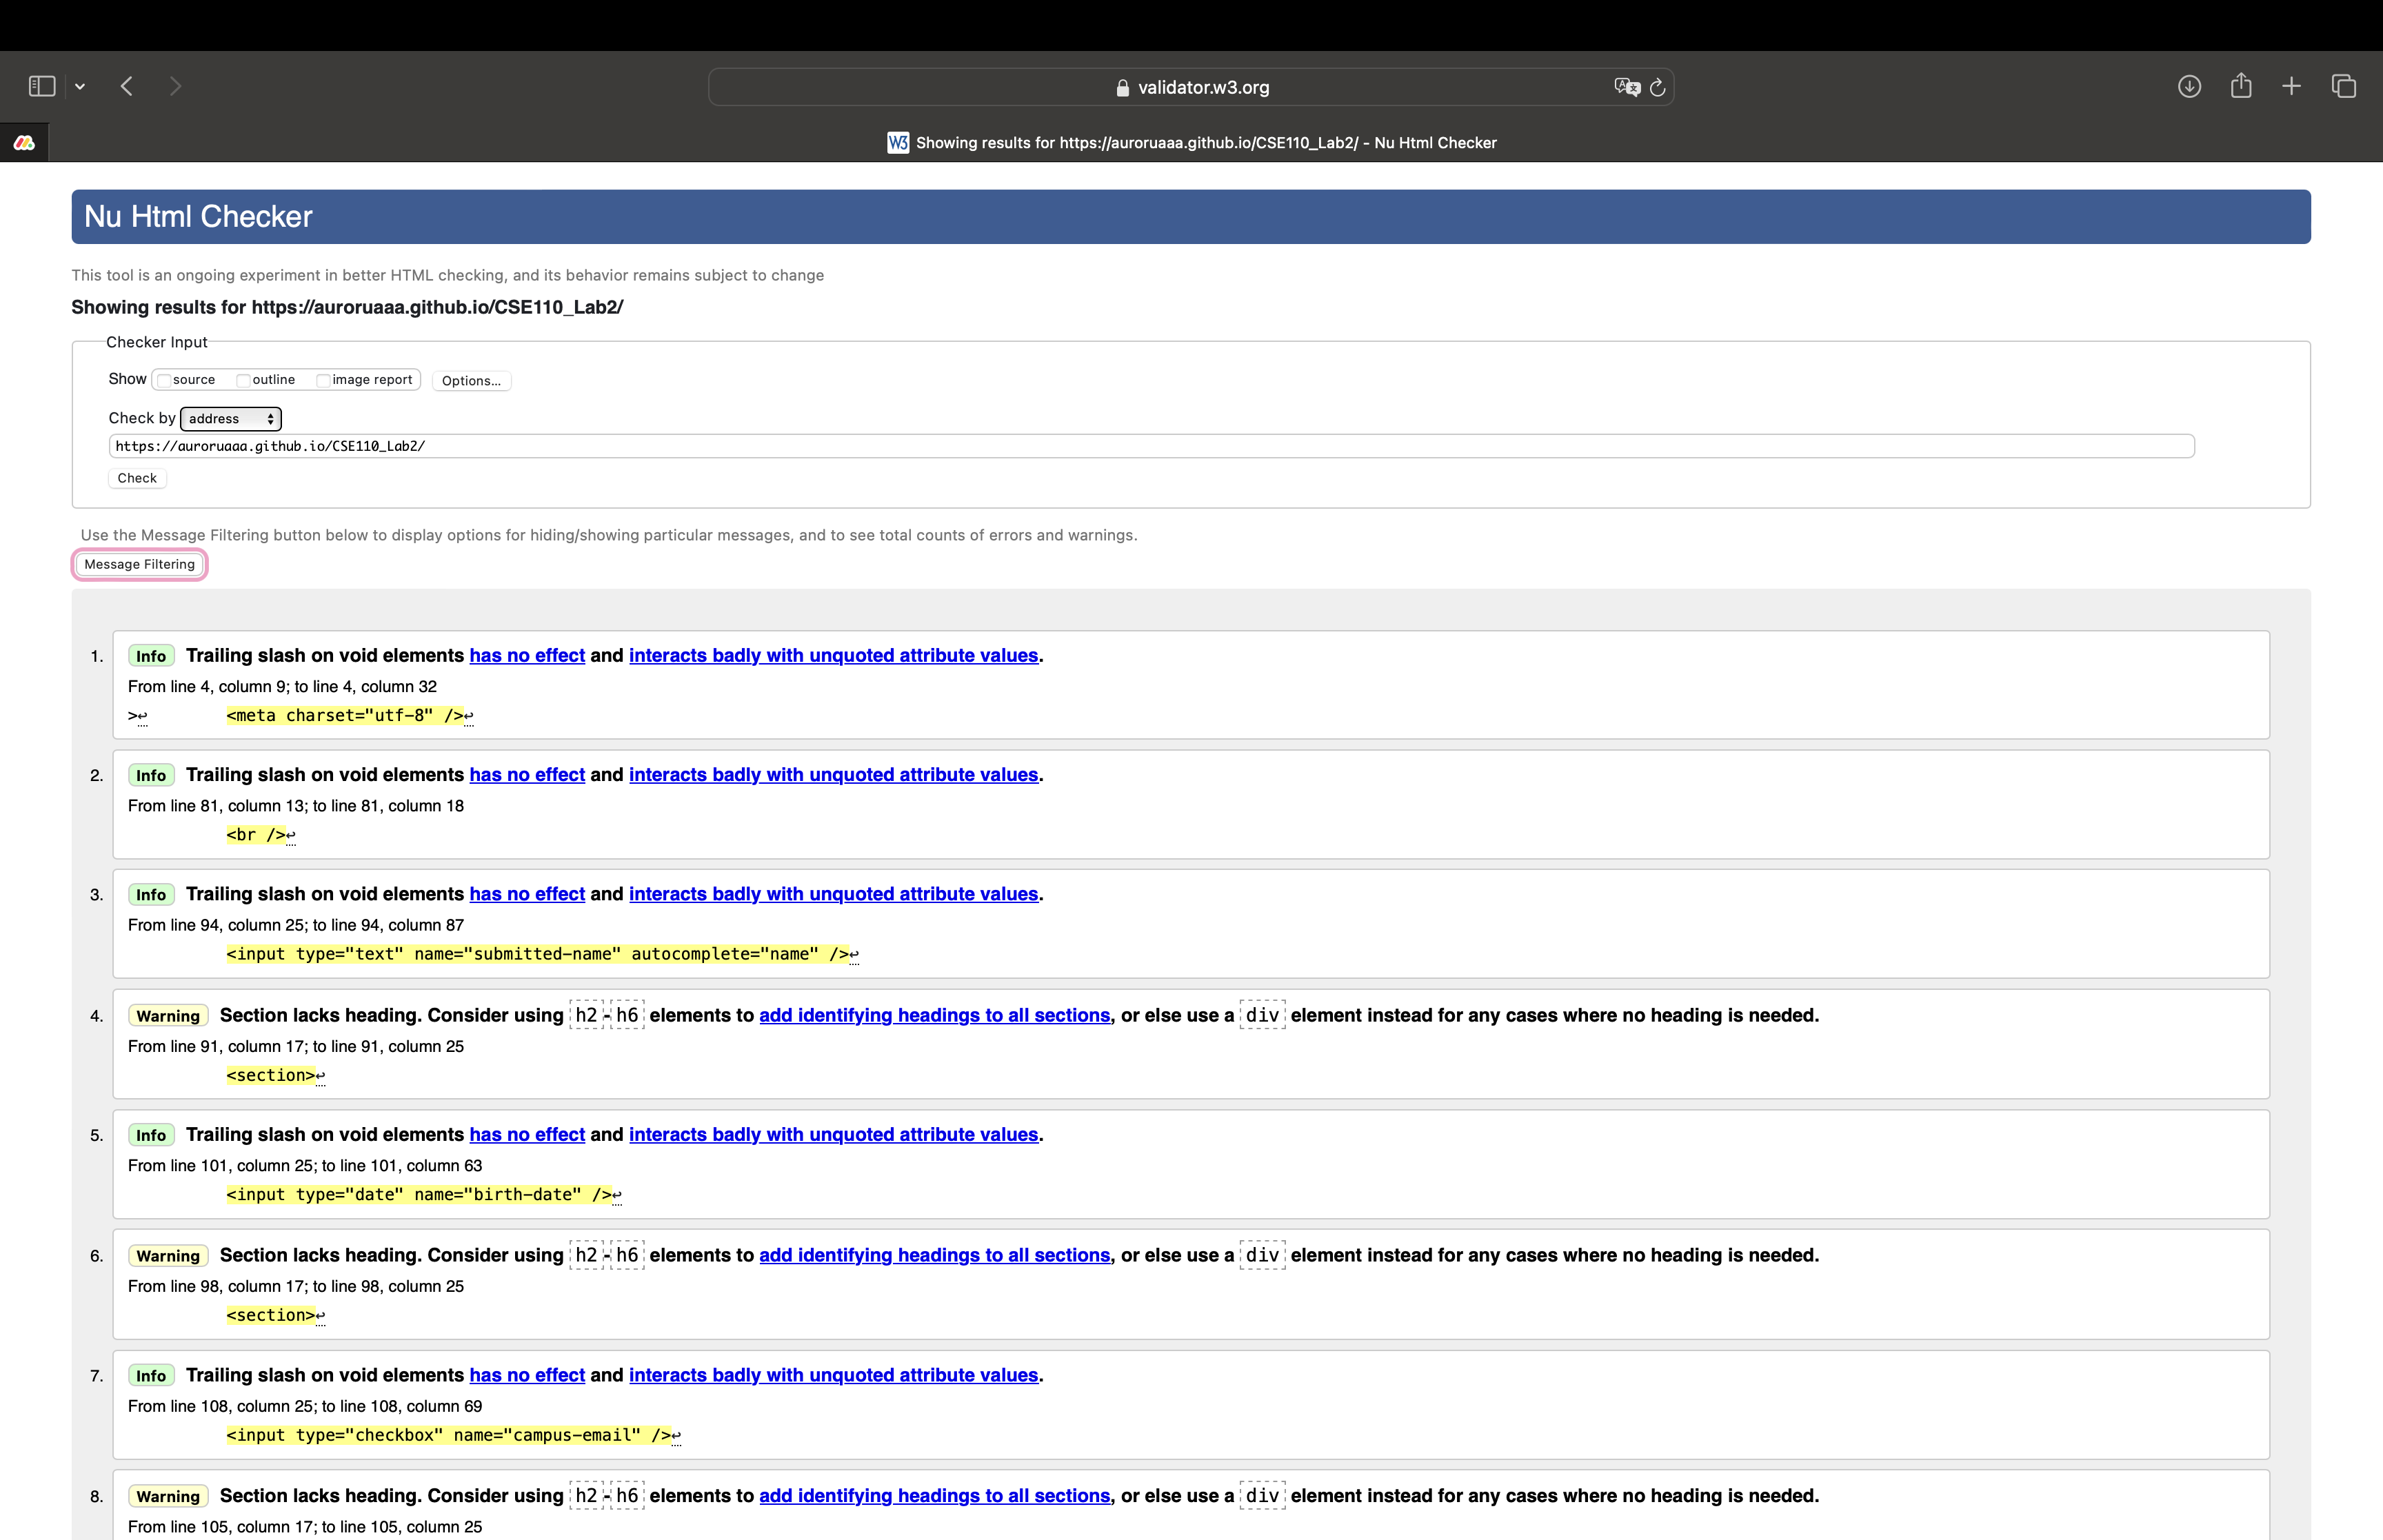 validator.w3.org
W3 Showing results for https://auroruaaa.github.io/CSE110_Lab2/ - Nu Html Checker
Nu Html Checker
This tool is an ongoing experiment in better HTML checking, and its behavior remains subject to change
Showing results for https://auroruaaa.github.io/CSE110_Lab2/
Checker Input
Show source outline image report Options...
Check by address
https://auroruaaa.github.io/CSE110_Lab2/
Check
Use the Message Filtering button below to display options for hiding/showing particular messages, and to see total counts of errors and warnings.
Message Filtering
1. Info Trailing slash on void elements has no effect and interacts badly with unquoted attribute values.
From line 4, column 9; to line 4, column 32
>↩ <meta charset="utf-8" />↩
2. Info Trailing slash on void elements has no effect and interacts badly with unquoted attribute values.
From line 81, column 13; to line 81, column 18
<br />↩
3. Info Trailing slash on void elements has no effect and interacts badly with unquoted attribute values.
From line 94, column 25; to line 94, column 87
<input type="text" name="submitted-name" autocomplete="name" />↩
4. Warning Section lacks heading. Consider using h2-h6 elements to add identifying headings to all sections, or else use a div element instead for any cases where no heading is needed.
From line 91, column 17; to line 91, column 25
<section>↩
5. Info Trailing slash on void elements has no effect and interacts badly with unquoted attribute values.
From line 101, column 25; to line 101, column 63
<input type="date" name="birth-date" />↩
6. Warning Section lacks heading. Consider using h2-h6 elements to add identifying headings to all sections, or else use a div element instead for any cases where no heading is needed.
From line 98, column 17; to line 98, column 25
<section>↩
7. Info Trailing slash on void elements has no effect and interacts badly with unquoted attribute values.
From line 108, column 25; to line 108, column 69
<input type="checkbox" name="campus-email" />↩
8. Warning Section lacks heading. Consider using h2-h6 elements to add identifying headings to all sections, or else use a div element instead for any cases where no heading is needed.
From line 105, column 17; to line 105, column 25